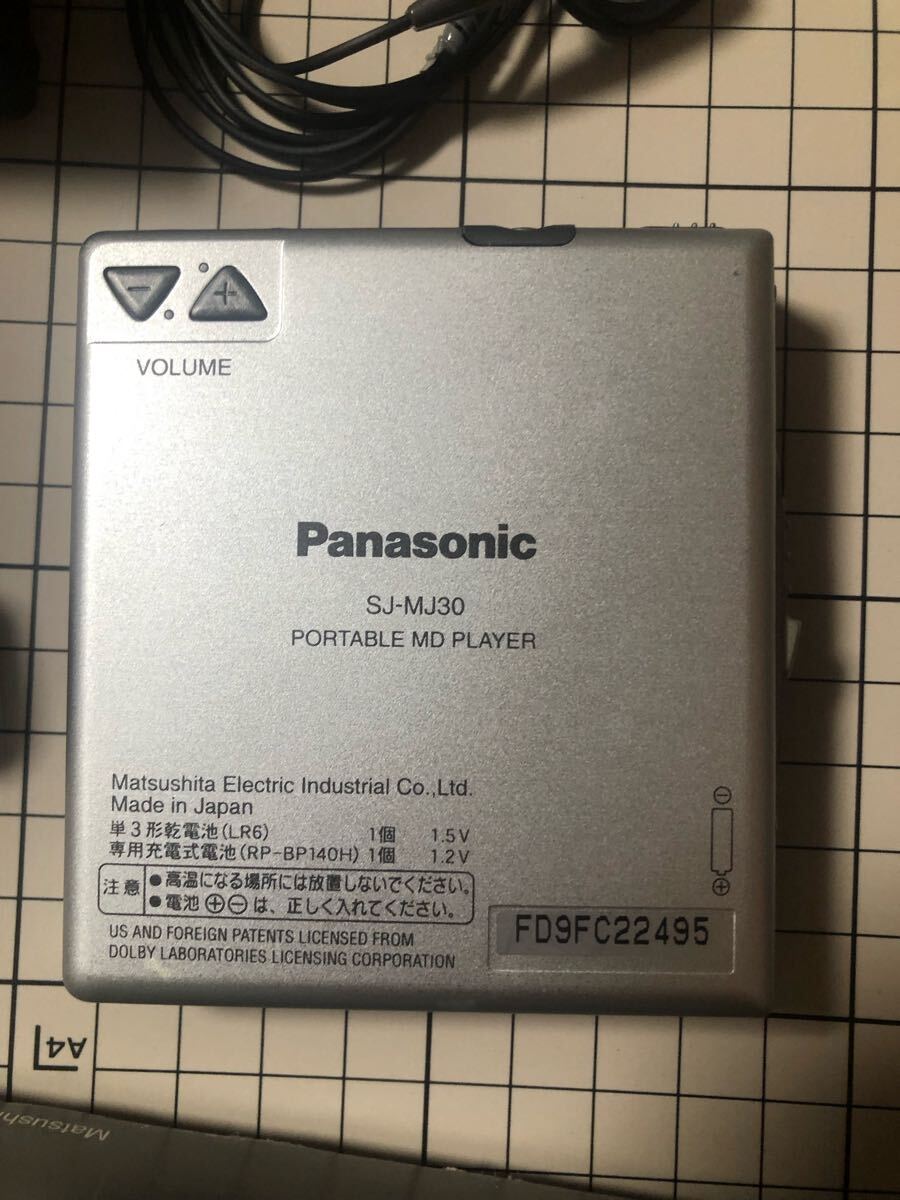 VOLUME
Panasonic
SJ-MJ30
PORTABLE MD PLAYER
Matsushita Electric Industrial Co.,Ltd.
Made in Japan
単3形乾電池(LR6) 1個 1.5V
専用充電式電池(RP-BP140H) 1個 1.2V
注意
●高温になる場所には放置しないでください。
●電池⊕⊖は、正しく入れてください。
US AND FOREIGN PATENTS LICENSED FROM
DOLBY LABORATORIES LICENSING CORPORATION
FD9FC22495
A4
Matsushi